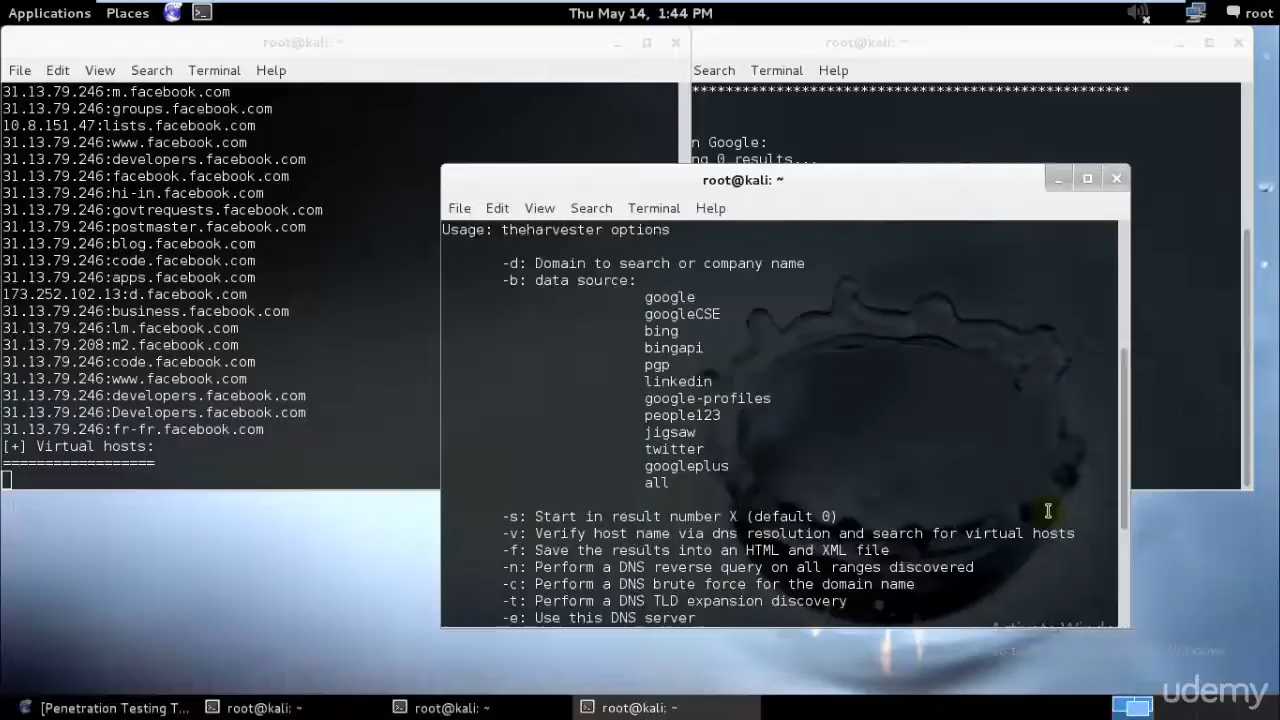 Applications Places Thu May 14, 1:44 PM root
root@kali: ~
File Edit View Search Terminal Help
31.13.79.246:m.facebook.com
31.13.79.246:groups.facebook.com
10.8.151.47:lists.facebook.com
31.13.79.246:www.facebook.com
31.13.79.246:developers.facebook.com
31.13.79.246:facebook.facebook.com
31.13.79.246:hi-in.facebook.com
31.13.79.246:govtrequests.facebook.com
31.13.79.246:postmaster.facebook.com
31.13.79.246:blog.facebook.com
31.13.79.246:code.facebook.com
31.13.79.246:apps.facebook.com
173.252.102.13:d.facebook.com
31.13.79.246:business.facebook.com
31.13.79.246:lm.facebook.com
31.13.79.208:m2.facebook.com
31.13.79.246:code.facebook.com
31.13.79.246:www.facebook.com
31.13.79.246:developers.facebook.com
31.13.79.246:Developers.facebook.com
31.13.79.246:fr-fr.facebook.com
[+] Virtual hosts:
==================
root@kali: ~
Search Terminal Help
****************************************************
n Google:
ng 0 results...
root@kali: ~
File Edit View Search Terminal Help
Usage: theharvester options
-d: Domain to search or company name
-b: data source:
google
googleCSE
bing
bingapi
pgp
linkedin
google-profiles
people123
jigsaw
twitter
googleplus
all
-s: Start in result number X (default 0)
-v: Verify host name via dns resolution and search for virtual hosts
-f: Save the results into an HTML and XML file
-n: Perform a DNS reverse query on all ranges discovered
-c: Perform a DNS brute force for the domain name
-t: Perform a DNS TLD expansion discovery
-e: Use this DNS server
udemy
[Penetration Testing T... root@kali: ~ root@kali: ~ root@kali: ~